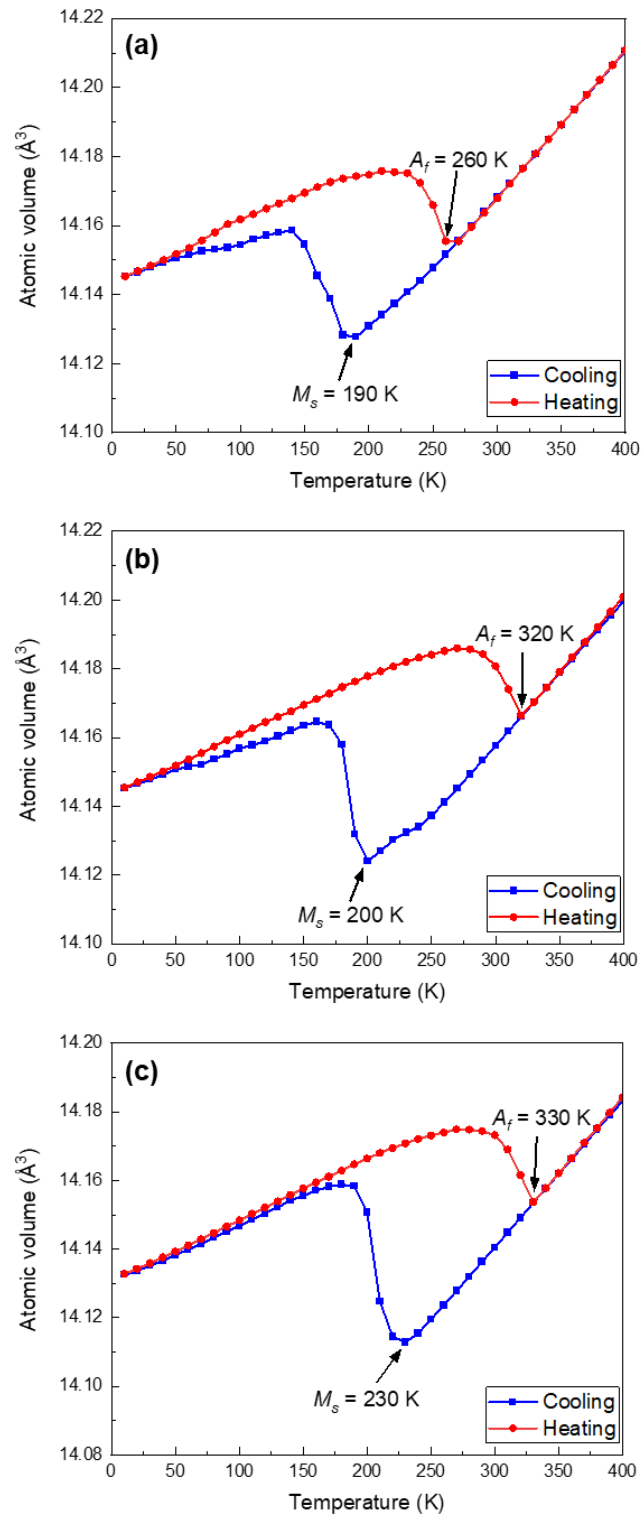 (a)
14.22
14.20
14.18
14.16
14.14
14.12
14.10
Atomic volume (Å³)
A_f = 260 K
M_s = 190 K
Cooling
Heating
0 50 100 150 200 250 300 350 400
Temperature (K)
(b)
14.22
14.20
14.18
14.16
14.14
14.12
14.10
Atomic volume (Å³)
A_f = 320 K
M_s = 200 K
Cooling
Heating
0 50 100 150 200 250 300 350 400
Temperature (K)
(c)
14.20
14.18
14.16
14.14
14.12
14.10
14.08
Atomic volume (Å³)
A_f = 330 K
M_s = 230 K
Cooling
Heating
0 50 100 150 200 250 300 350 400
Temperature (K)